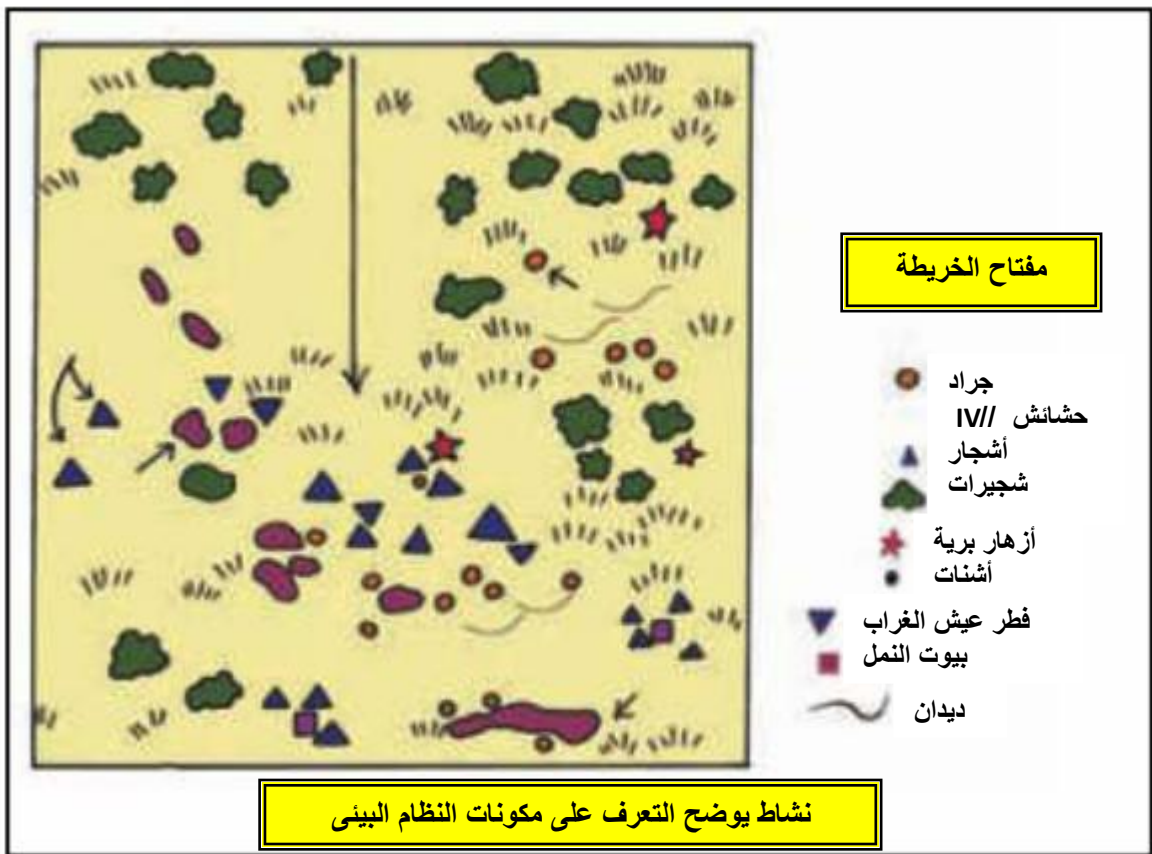 مفتاح الخريطة
جراد
حشائش //IV
أشجار
شجيرات
أزهار برية
أشنات
فطر عيش الغراب
بيوت النمل
ديدان
نشاط يوضح التعرف على مكونات النظام البيئى